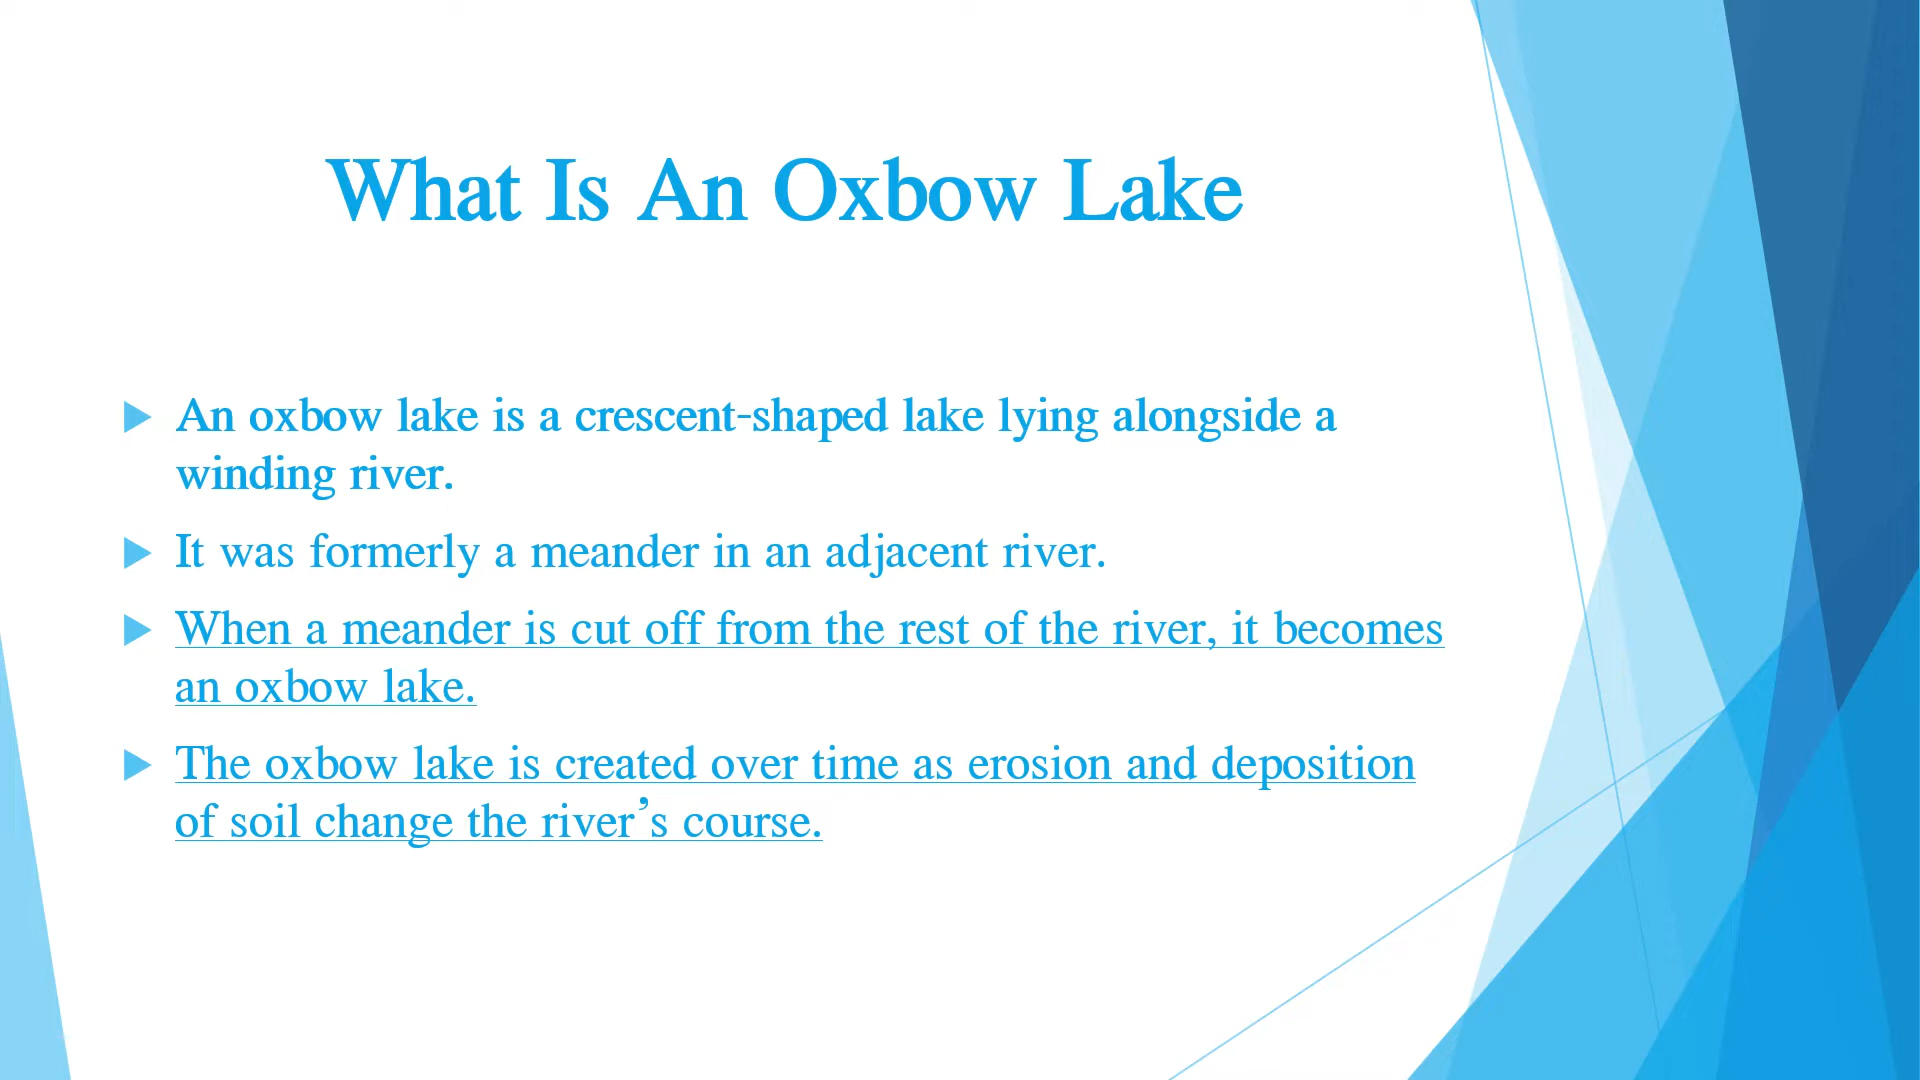 What Is An Oxbow Lake
An oxbow lake is a crescent-shaped lake lying alongside a
winding river.
It was formerly a meander in an adjacent river.
When a meander is cut off from the rest of the river, it becomes
an oxbow lake.
The oxbow lake is created over time as erosion and deposition
of soil change the river’s course.